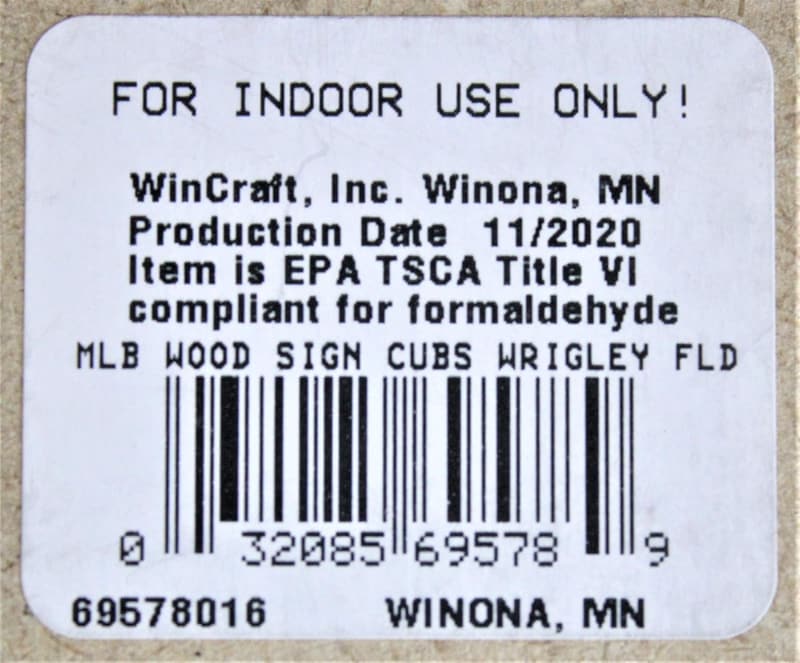 FOR INDOOR USE ONLY!
WinCraft, Inc. Winona, MN
Production Date 11/2020
Item is EPA TSCA Title VI
compliant for formaldehyde
MLB WOOD SIGN CUBS WRIGLEY FLD
0 32085 69578 9
69578016 WINONA, MN